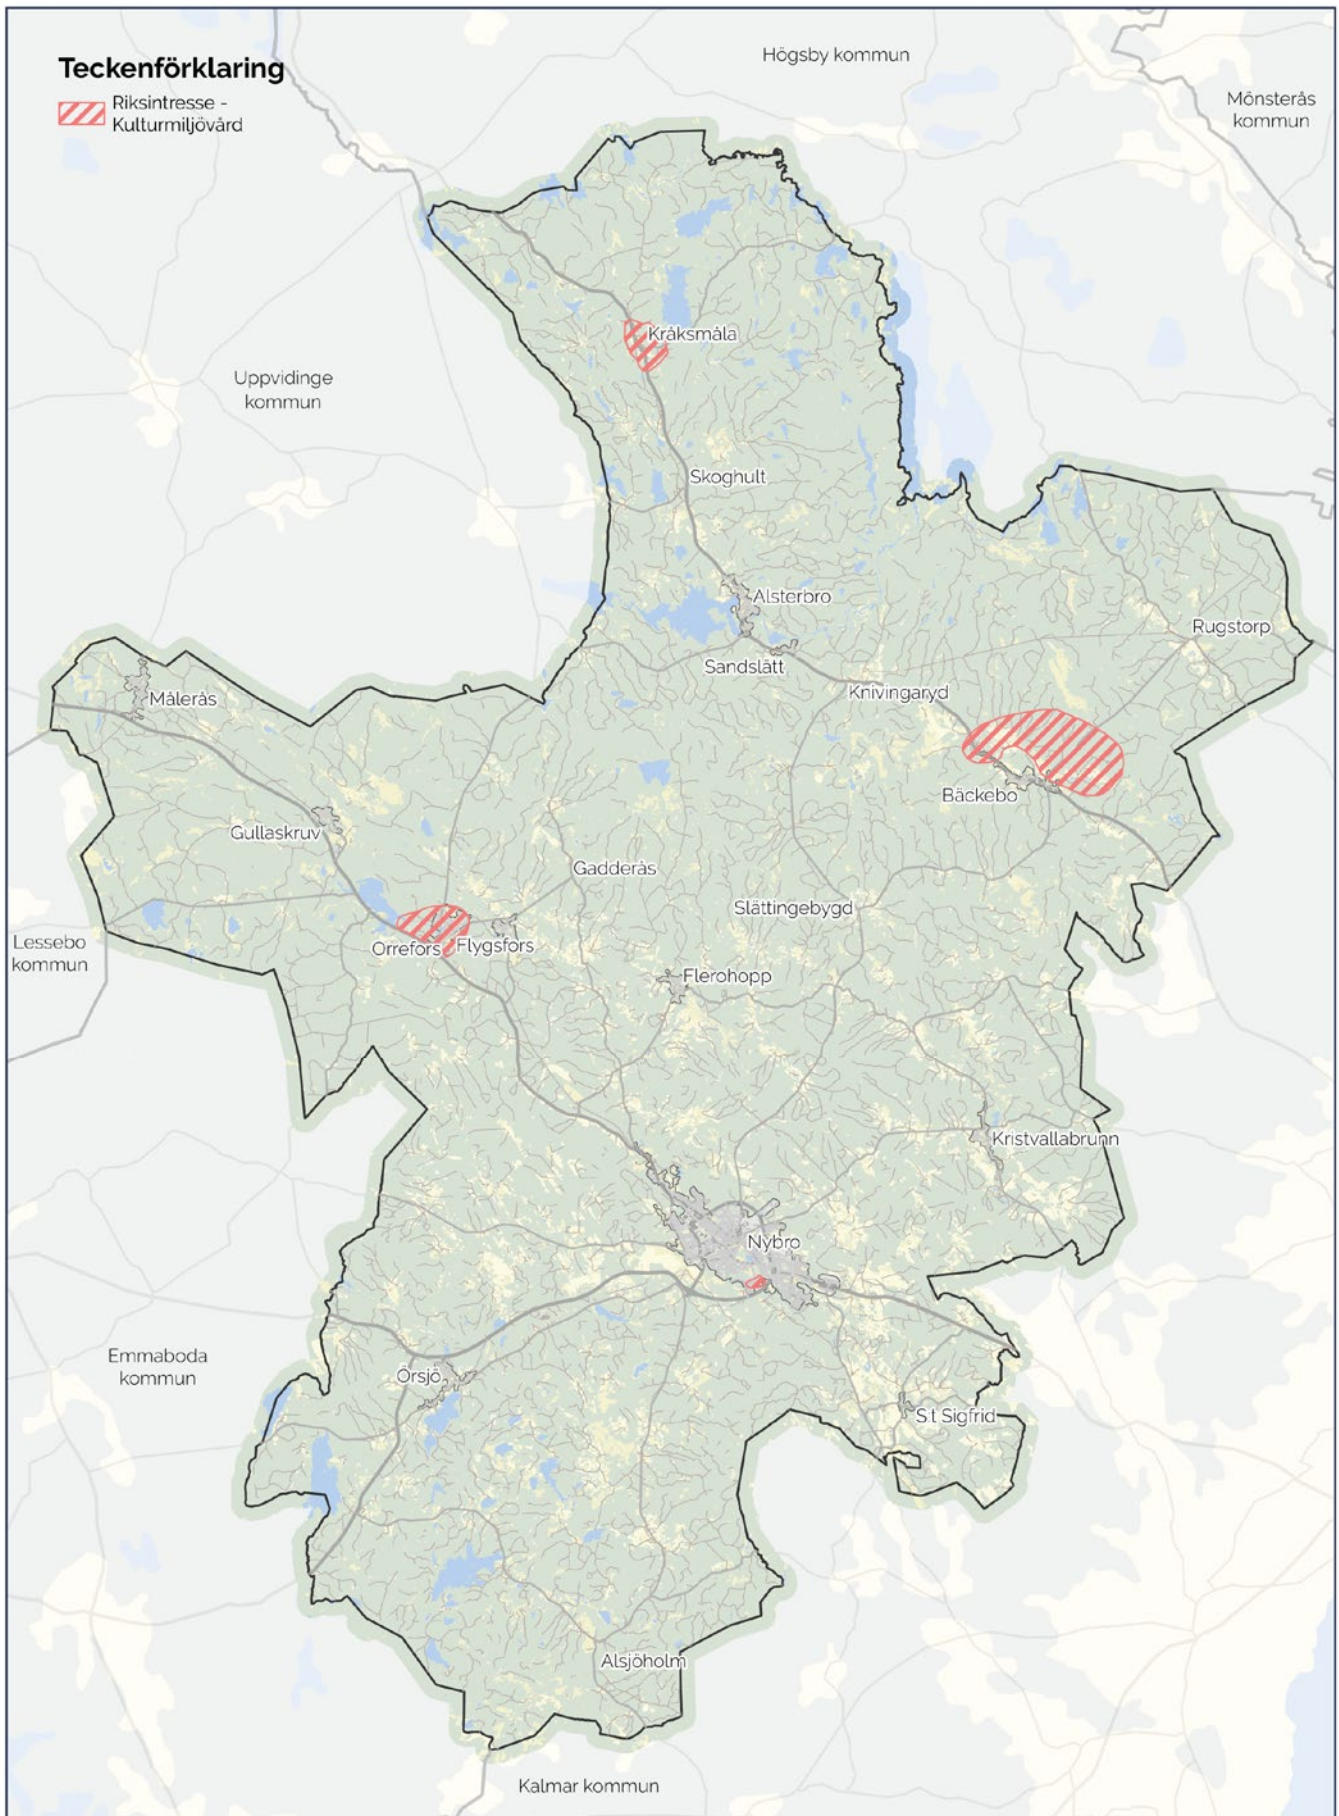 Teckenförklaring
Riksintresse -
Kulturmiljövård
Högsby kommun
Mönsterås
kommun
Kråksmåla
Uppvidinge
kommun
Skoghult
Alsterbro
Rugstorp
Sandslätt
Knivingaryd
Målerås
Bäckebo
Gullaskruv
Gadderås
Slättingebygd
Lessebo
kommun
Orrefors
Flygsfors
Flerohopp
Kristvallabrunn
Nybro
Emmaboda
kommun
Örsjö
S:t Sigfrid
Alsjöholm
Kalmar kommun